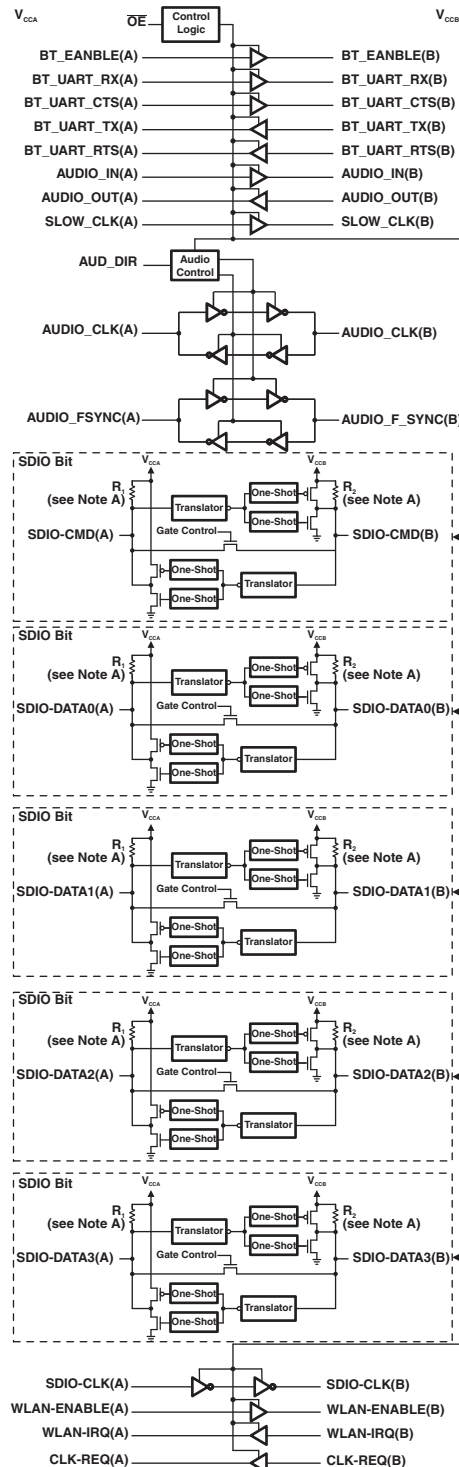 VCCA VCCB
OE Control Logic
BT_EANBLE(A) BT_EANBLE(B)
BT_UART_RX(A) BT_UART_RX(B)
BT_UART_CTS(A) BT_UART_CTS(B)
BT_UART_TX(A) BT_UART_TX(B)
BT_UART_RTS(A) BT_UART_RTS(B)
AUDIO_IN(A) AUDIO_IN(B)
AUDIO_OUT(A) AUDIO_OUT(B)
SLOW_CLK(A) SLOW_CLK(B)
AUD_DIR Audio Control
AUDIO_CLK(A) AUDIO_CLK(B)
AUDIO_FSYNC(A) AUDIO_F_SYNC(B)
SDIO Bit
VCCA VCCB
R1 One-Shot R2
(see Note A) Translator (see Note A)
One-Shot
SDIO-CMD(A) Gate Control SDIO-CMD(B)
One-Shot
Translator
One-Shot
SDIO Bit
VCCA VCCB
R1 One-Shot R2
(see Note A) Translator (see Note A)
One-Shot
SDIO-DATA0(A) Gate Control SDIO-DATA0(B)
One-Shot
Translator
One-Shot
SDIO Bit
VCCA VCCB
R1 One-Shot R2
(see Note A) Translator (see Note A)
One-Shot
SDIO-DATA1(A) Gate Control SDIO-DATA1(B)
One-Shot
Translator
One-Shot
SDIO Bit
VCCA VCCB
R1 One-Shot R2
(see Note A) Translator (see Note A)
One-Shot
SDIO-DATA2(A) Gate Control SDIO-DATA2(B)
One-Shot
Translator
One-Shot
SDIO Bit
VCCA VCCB
R1 One-Shot R2
(see Note A) Translator (see Note A)
One-Shot
SDIO-DATA3(A) Gate Control SDIO-DATA3(B)
One-Shot
Translator
One-Shot
SDIO-CLK(A) SDIO-CLK(B)
WLAN-ENABLE(A) WLAN-ENABLE(B)
WLAN-IRQ(A) WLAN-IRQ(B)
CLK-REQ(A) CLK-REQ(B)